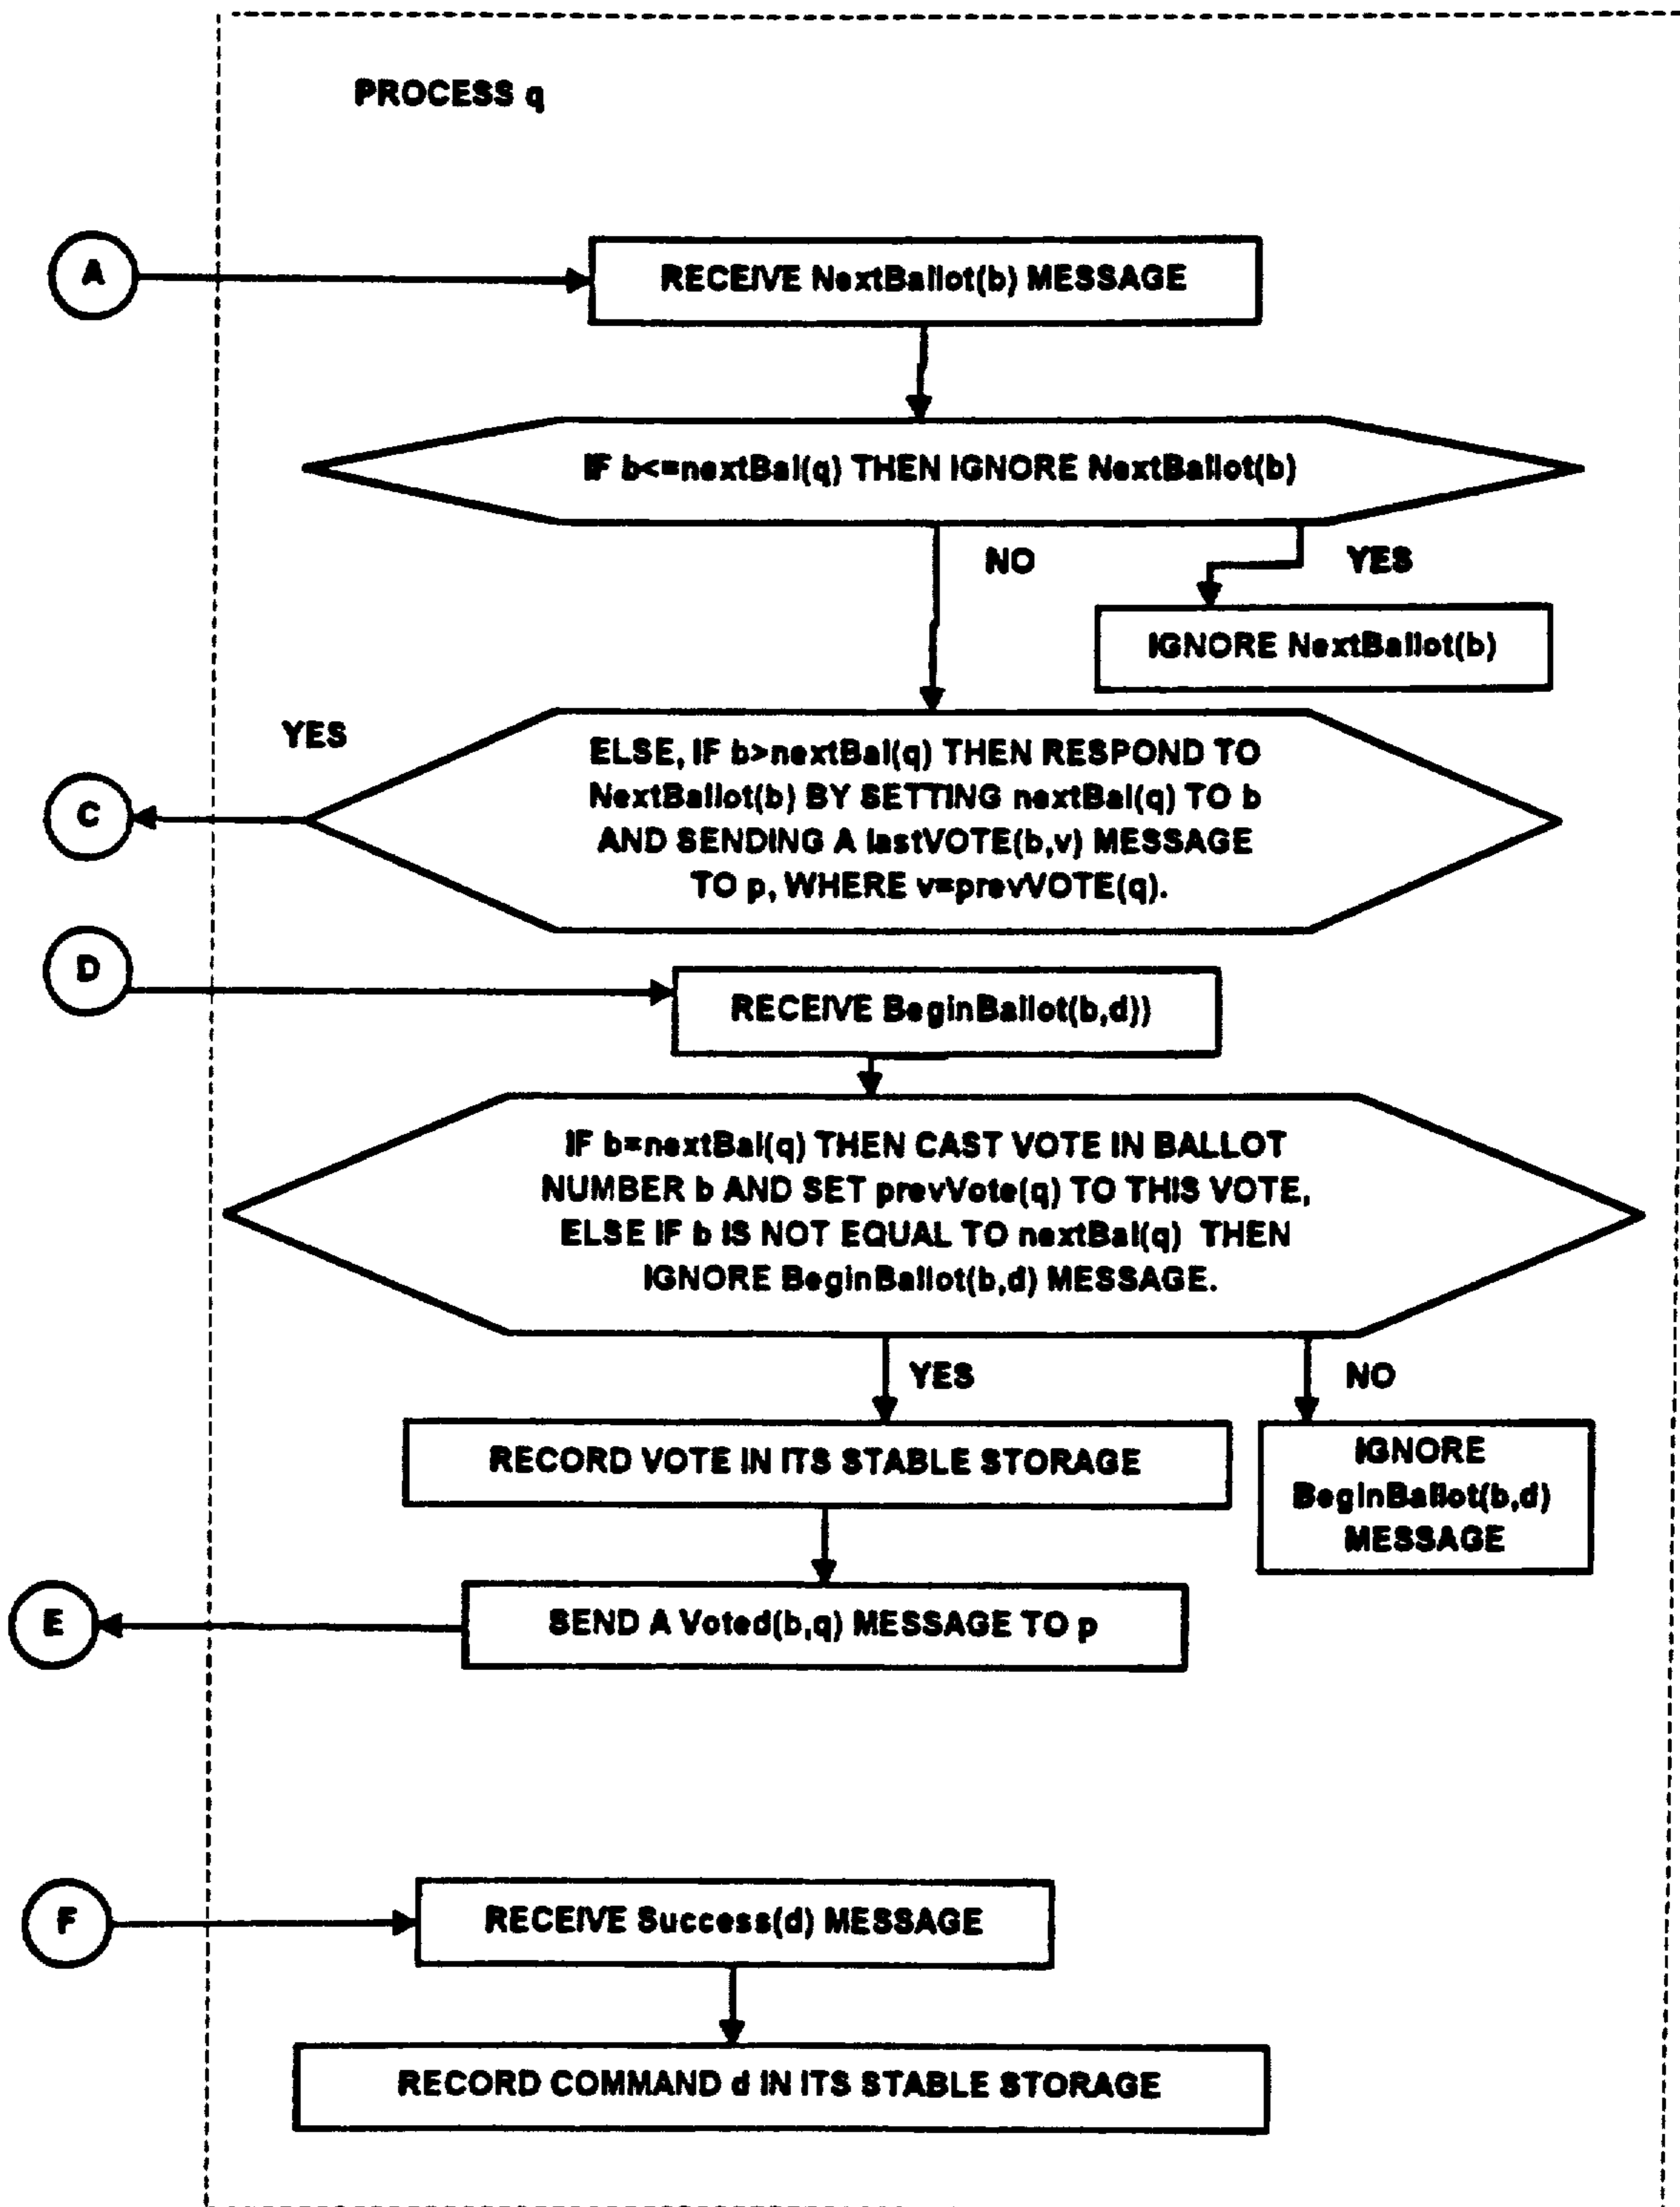 PROCESS q
A
RECEIVE NextBallot(b) MESSAGE
IF b<=nextBal(q) THEN IGNORE NextBallot(b)
NO
YES
IGNORE NextBallot(b)
YES
ELSE, IF b>nextBal(q) THEN RESPOND TO
NextBallot(b) BY SETTING nextBal(q) TO b
AND SENDING A lastVOTE(b,v) MESSAGE
TO p, WHERE v=prevVOTE(q).
C
D
RECEIVE BeginBallot(b,d))
IF b=nextBal(q) THEN CAST VOTE IN BALLOT
NUMBER b AND SET prevVote(q) TO THIS VOTE,
ELSE IF b IS NOT EQUAL TO nextBal(q) THEN
IGNORE BeginBallot(b,d) MESSAGE.
YES
NO
RECORD VOTE IN ITS STABLE STORAGE
IGNORE
BeginBallot(b,d)
MESSAGE
E
SEND A Voted(b,q) MESSAGE TO p
F
RECEIVE Success(d) MESSAGE
RECORD COMMAND d IN ITS STABLE STORAGE